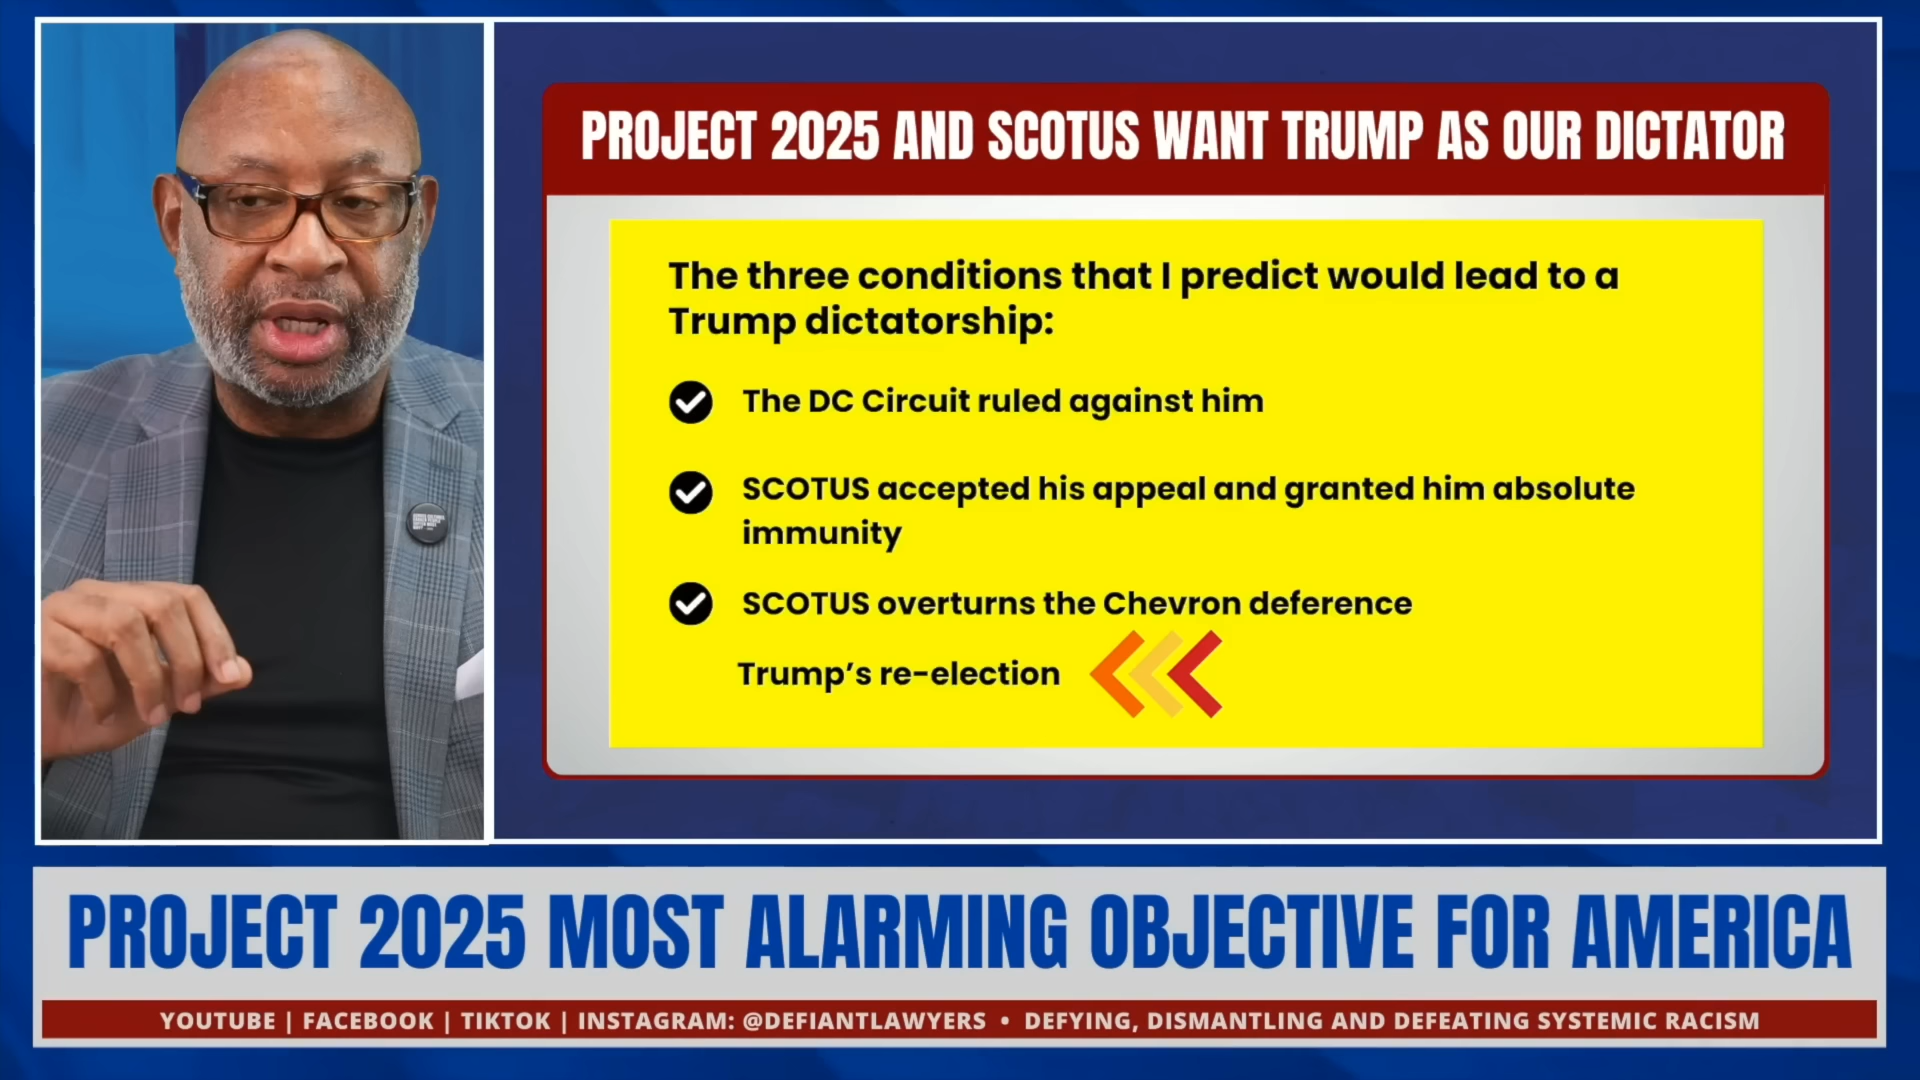 PROJECT 2025 AND SCOTUS WANT TRUMP AS OUR DICTATOR
The three conditions that I predict would lead to a
Trump dictatorship:
The DC Circuit ruled against him
SCOTUS accepted his appeal and granted him absolute
immunity
SCOTUS overturns the Chevron deference
Trump’s re-election
PROJECT 2025 MOST ALARMING OBJECTIVE FOR AMERICA
YOUTUBE | FACEBOOK | TIKTOK | INSTAGRAM: @DEFIANTLAWYERS • DEFYING, DISMANTLING AND DEFEATING SYSTEMIC RACISM